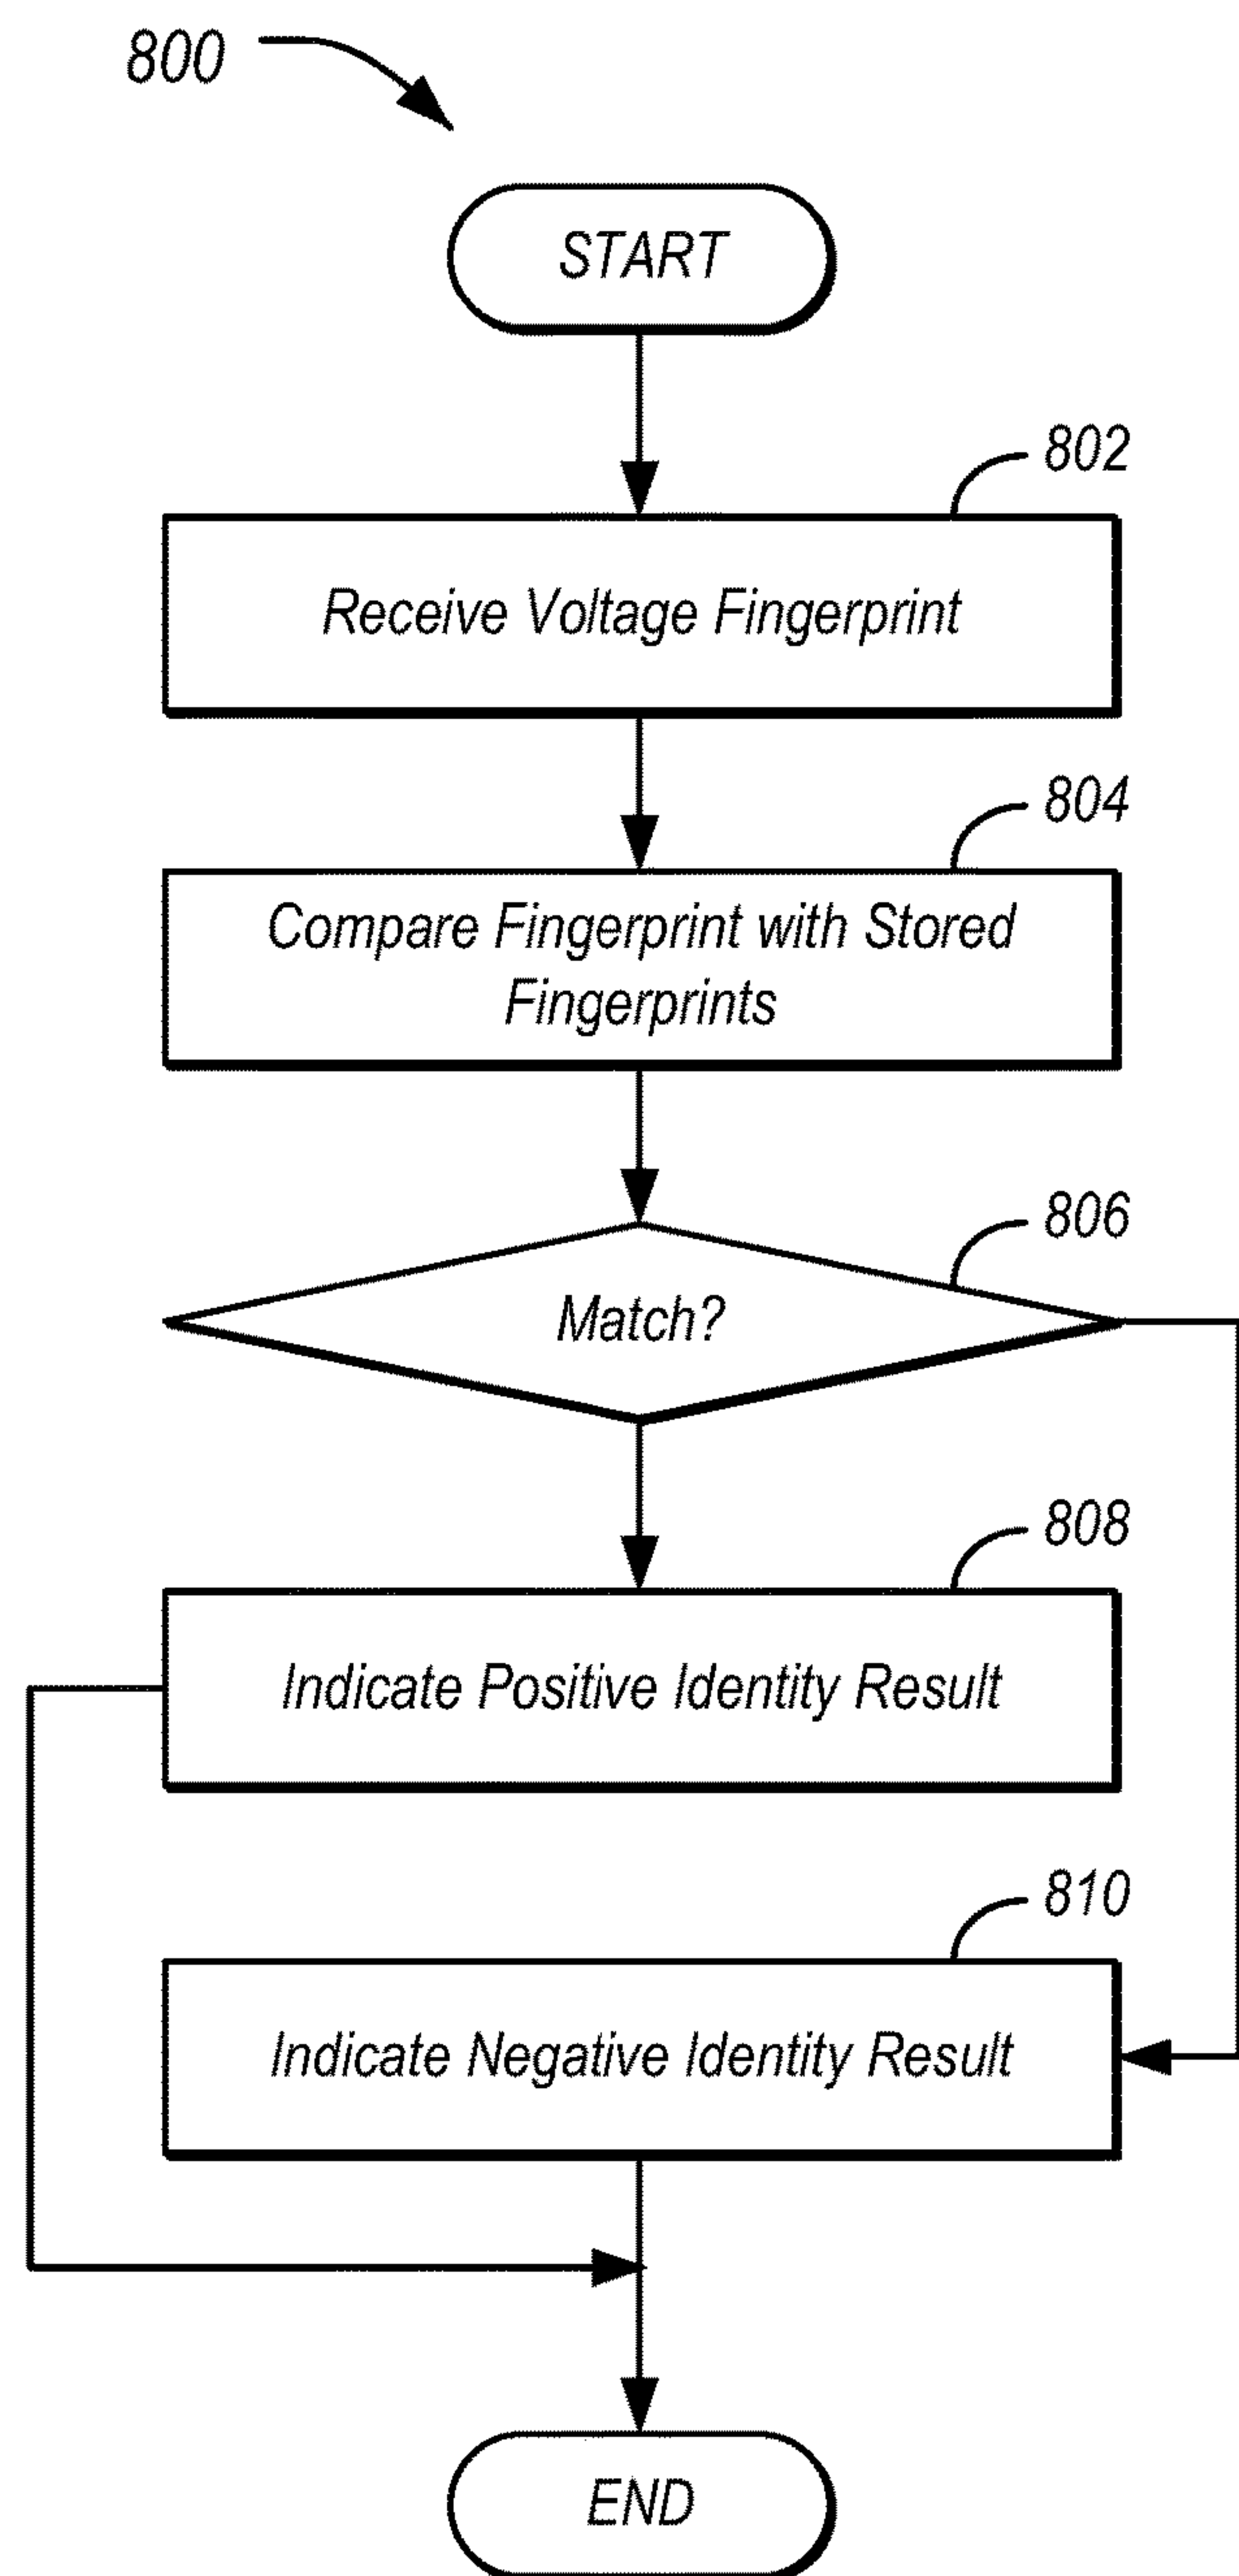 800
START
802
Receive Voltage Fingerprint
804
Compare Fingerprint with Stored
Fingerprints
806
Match?
808
Indicate Positive Identity Result
810
Indicate Negative Identity Result
END